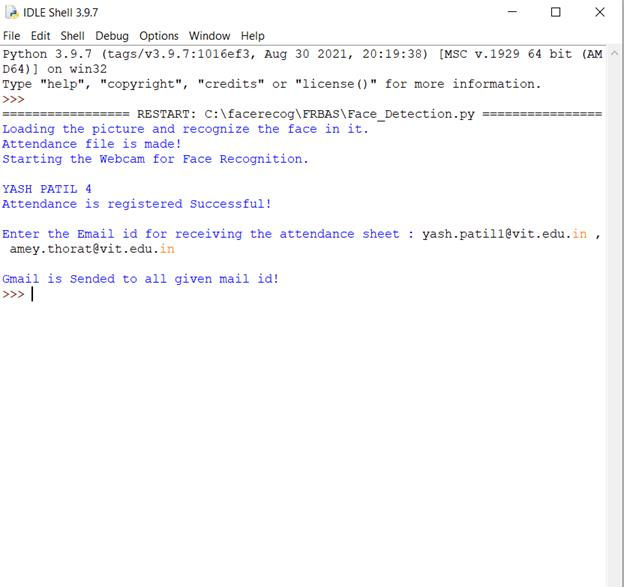 IDLE Shell 3.9.7
File Edit Shell Debug Options Window Help
Python 3.9.7 (tags/v3.9.7:1016ef3, Aug 30 2021, 20:19:38) [MSC v.1929 64 bit (AM
D64)] on win32
Type "help", "copyright", "credits" or "license()" for more information.
>>>
================= RESTART: C:\facerecog\FRBAS\Face_Detection.py ================
Loading the picture and recognize the face in it.
Attendance file is made!
Starting the Webcam for Face Recognition.
YASH PATIL 4
Attendance is registered Successful!
Enter the Email id for receiving the attendance sheet : yash.patil1@vit.edu.in ,
amey.thorat@vit.edu.in
Gmail is Sended to all given mail id!
>>>